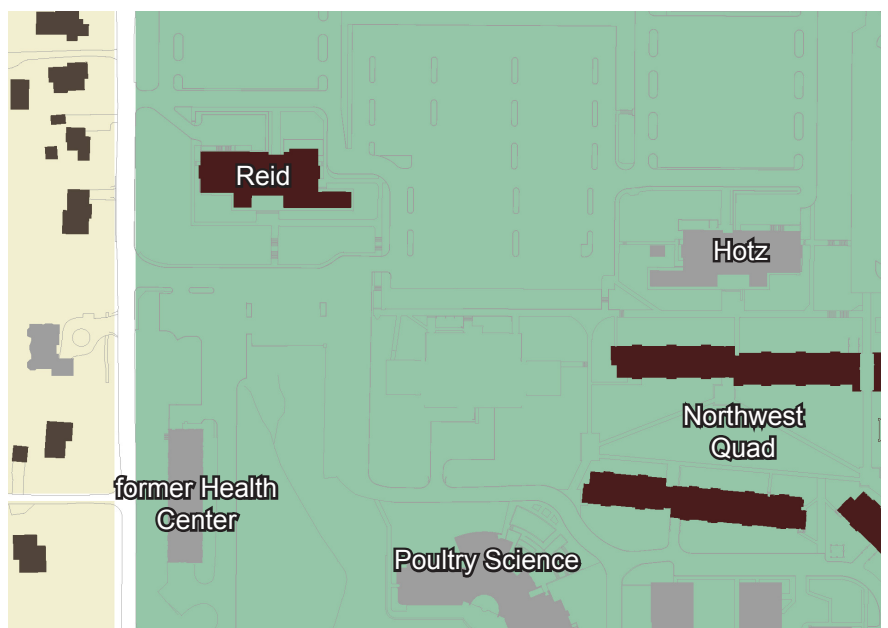 Reid
Hotz
Northwest
Quad
former Health
Center
Poultry Science